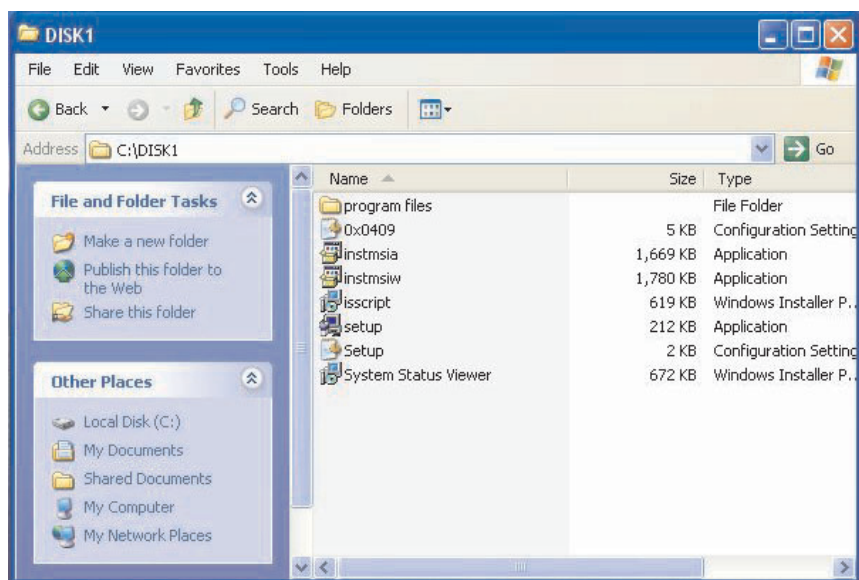 DISK1
File Edit View Favorites Tools Help
Back Search Folders
Address C:\DISK1 Go
File and Folder Tasks
Make a new folder
Publish this folder to
the Web
Share this folder
Other Places
Local Disk (C:)
My Documents
Shared Documents
My Computer
My Network Places
Name Size Type
program files File Folder
0x0409 5 KB Configuration Setting
instmsia 1,669 KB Application
instmsiw 1,780 KB Application
isscript 619 KB Windows Installer P..
setup 212 KB Application
Setup 2 KB Configuration Setting
System Status Viewer 672 KB Windows Installer P..